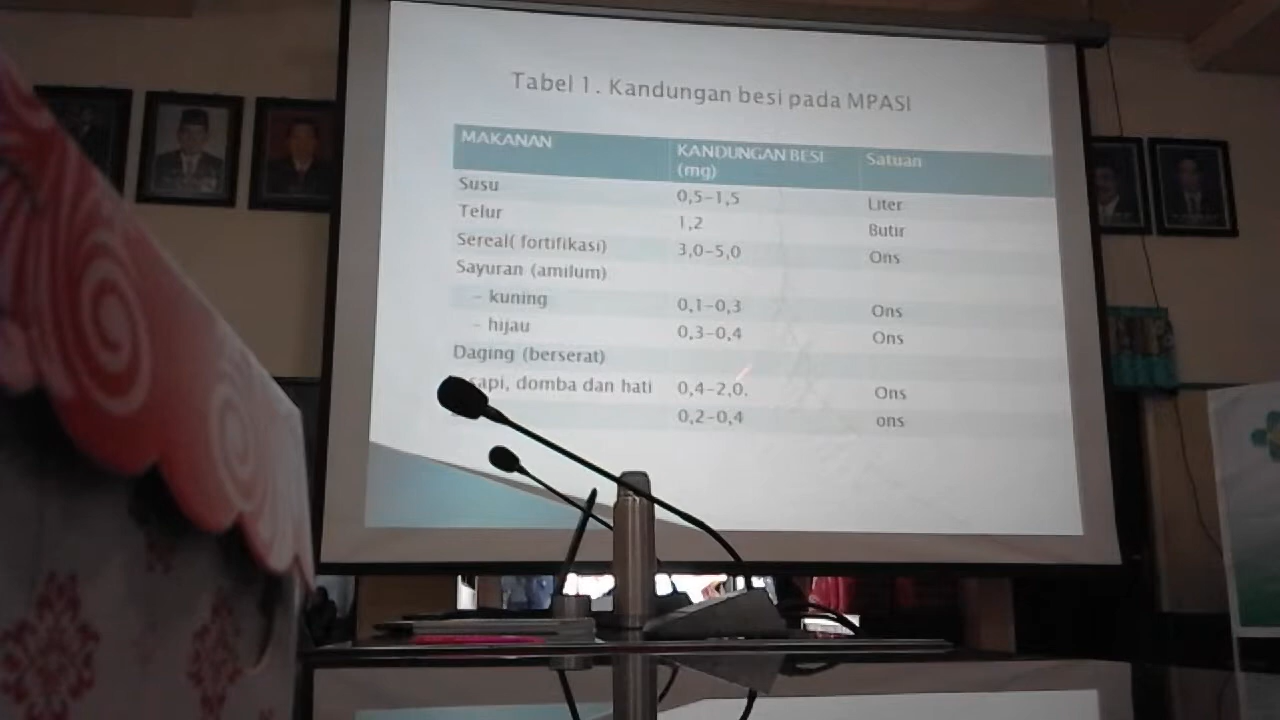 Tabel 1. Kandungan besi pada MPASI
MAKANAN KANDUNGAN BESI (mg) Satuan
Susu 0,5-1,5 Liter
Telur 1,2 Butir
Sereal( fortifikasi) 3,0-5,0 Ons
Sayuran (amilum)
- kuning 0,1-0,3 Ons
- hijau 0,3-0,4 Ons
Daging (berserat)
sapi, domba dan hati 0,4-2,0. Ons
0,2-0,4 ons